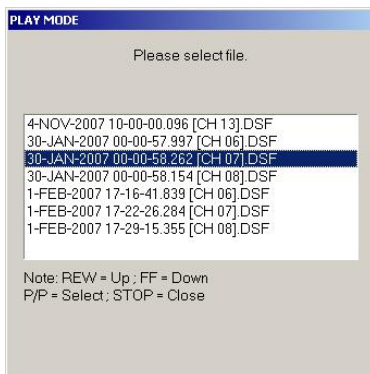 PLAY MODE
Please select file.
4-NOV-2007 10-00-00.096 [CH 13].DSF
30-JAN-2007 00-00-57.997 [CH 06].DSF
30-JAN-2007 00-00-58.262 [CH 07].DSF
30-JAN-2007 00-00-58.154 [CH 08].DSF
1-FEB-2007 17-16-41.839 [CH 06].DSF
1-FEB-2007 17-22-26.284 [CH 07].DSF
1-FEB-2007 17-29-15.355 [CH 08].DSF
Note: REW = Up ; FF = Down
P/P = Select ; STOP = Close